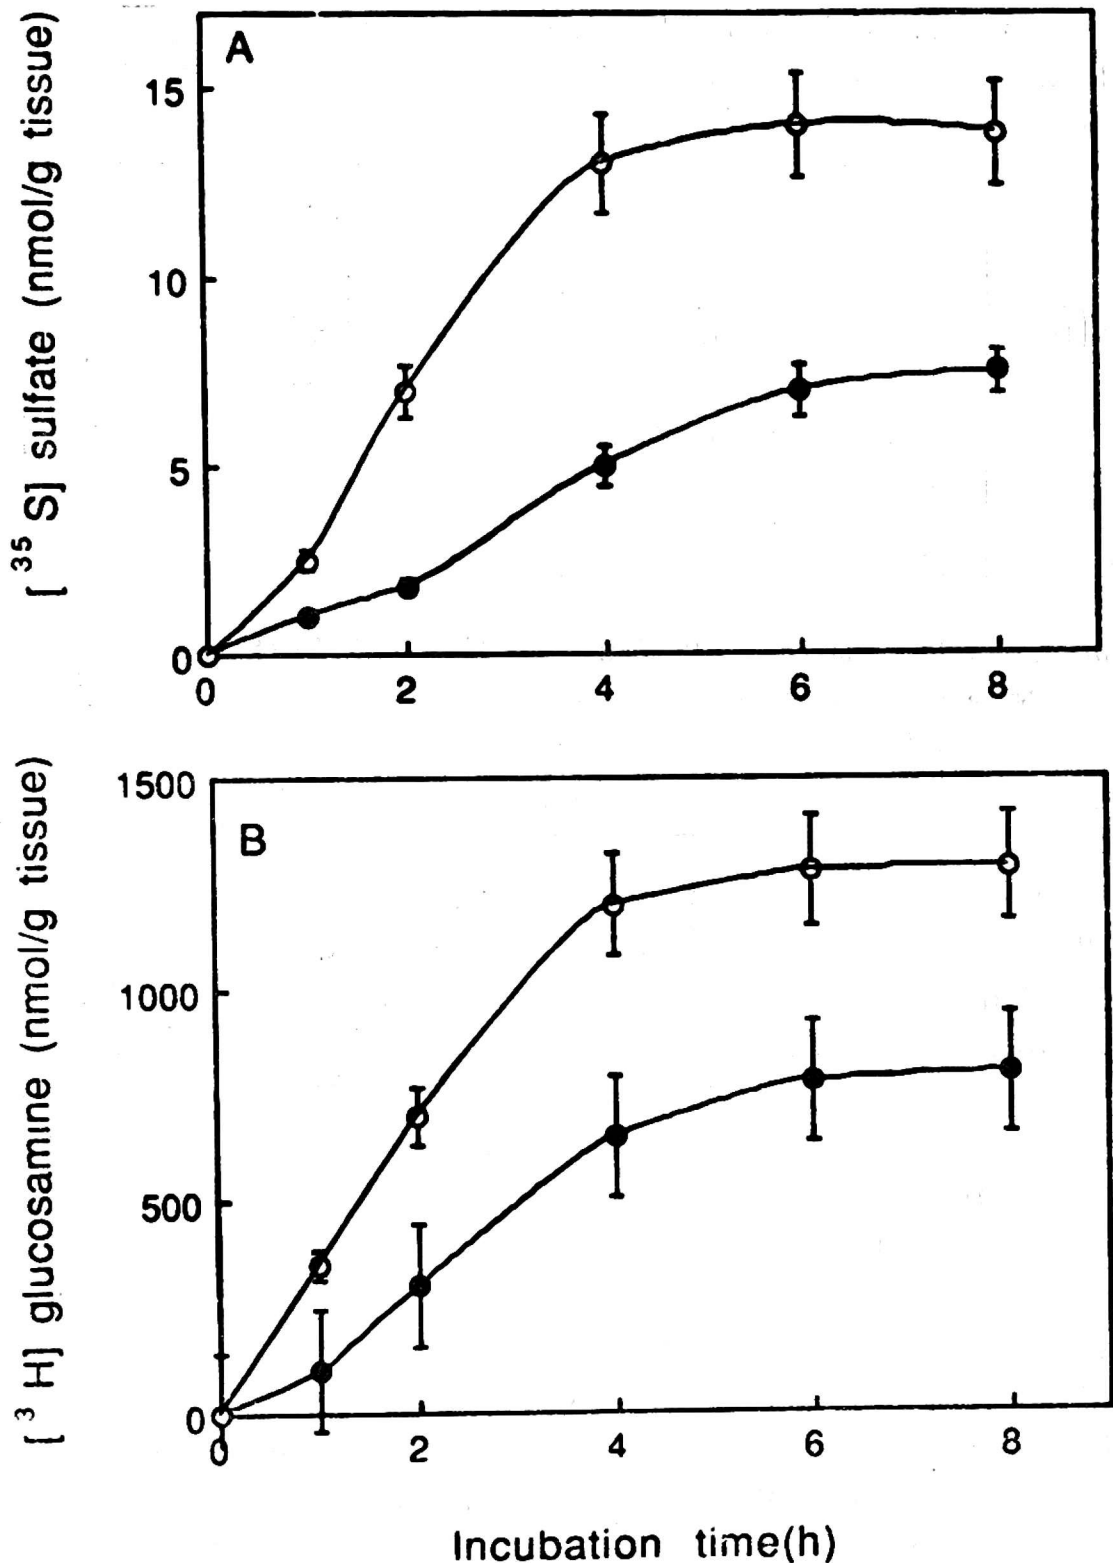 A
[ ³⁵ S] sulfate (nmol/g tissue)
15
10
5
0
0 2 4 6 8
B
[ ³ H] glucosamine (nmol/g tissue)
1500
1000
500
0
0 2 4 6 8
Incubation time(h)